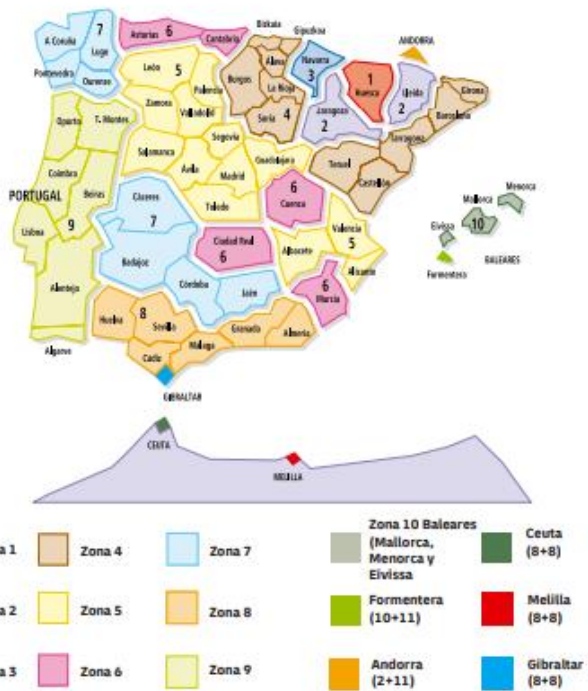 Bizkaia
Gipuzkoa
A Coruña
Lugo
7
Asturias
6
Cantabria
Álava
Navarra
3
ANDORRA
1
Huesca
Lleida
2
Girona
Barcelona
Pontevedra
Ourense
León
5
Palencia
Burgos
La Rioja
Soria
4
Zaragoza
2
Tarragona
Zamora
Valladolid
Oporto
T. Montes
Segovia
Salamanca
Ávila
Madrid
Guadalajara
Teruel
Castellón
Coimbra
Beiras
PORTUGAL
9
Lisboa
Cáceres
7
Toledo
6
Cuenca
Valencia
5
Menorca
Mallorca
10
Eivissa
BALEARES
Formentera
Badajoz
Ciudad Real
6
Albacete
Alicante
Alentejo
Córdoba
Jaén
6
Murcia
Huelva
8
Sevilla
Granada
Almería
Cádiz
Málaga
Algarve
GIBRALTAR
CEUTA
MELILLA
a 1
Zona 4
Zona 7
Zona 10 Baleares
(Mallorca,
Menorca y
Eivissa
Ceuta
(8+8)
a 2
Zona 5
Zona 8
Formentera
(10+11)
Melilla
(8+8)
a 3
Zona 6
Zona 9
Andorra
(2+11)
Gibraltar
(8+8)